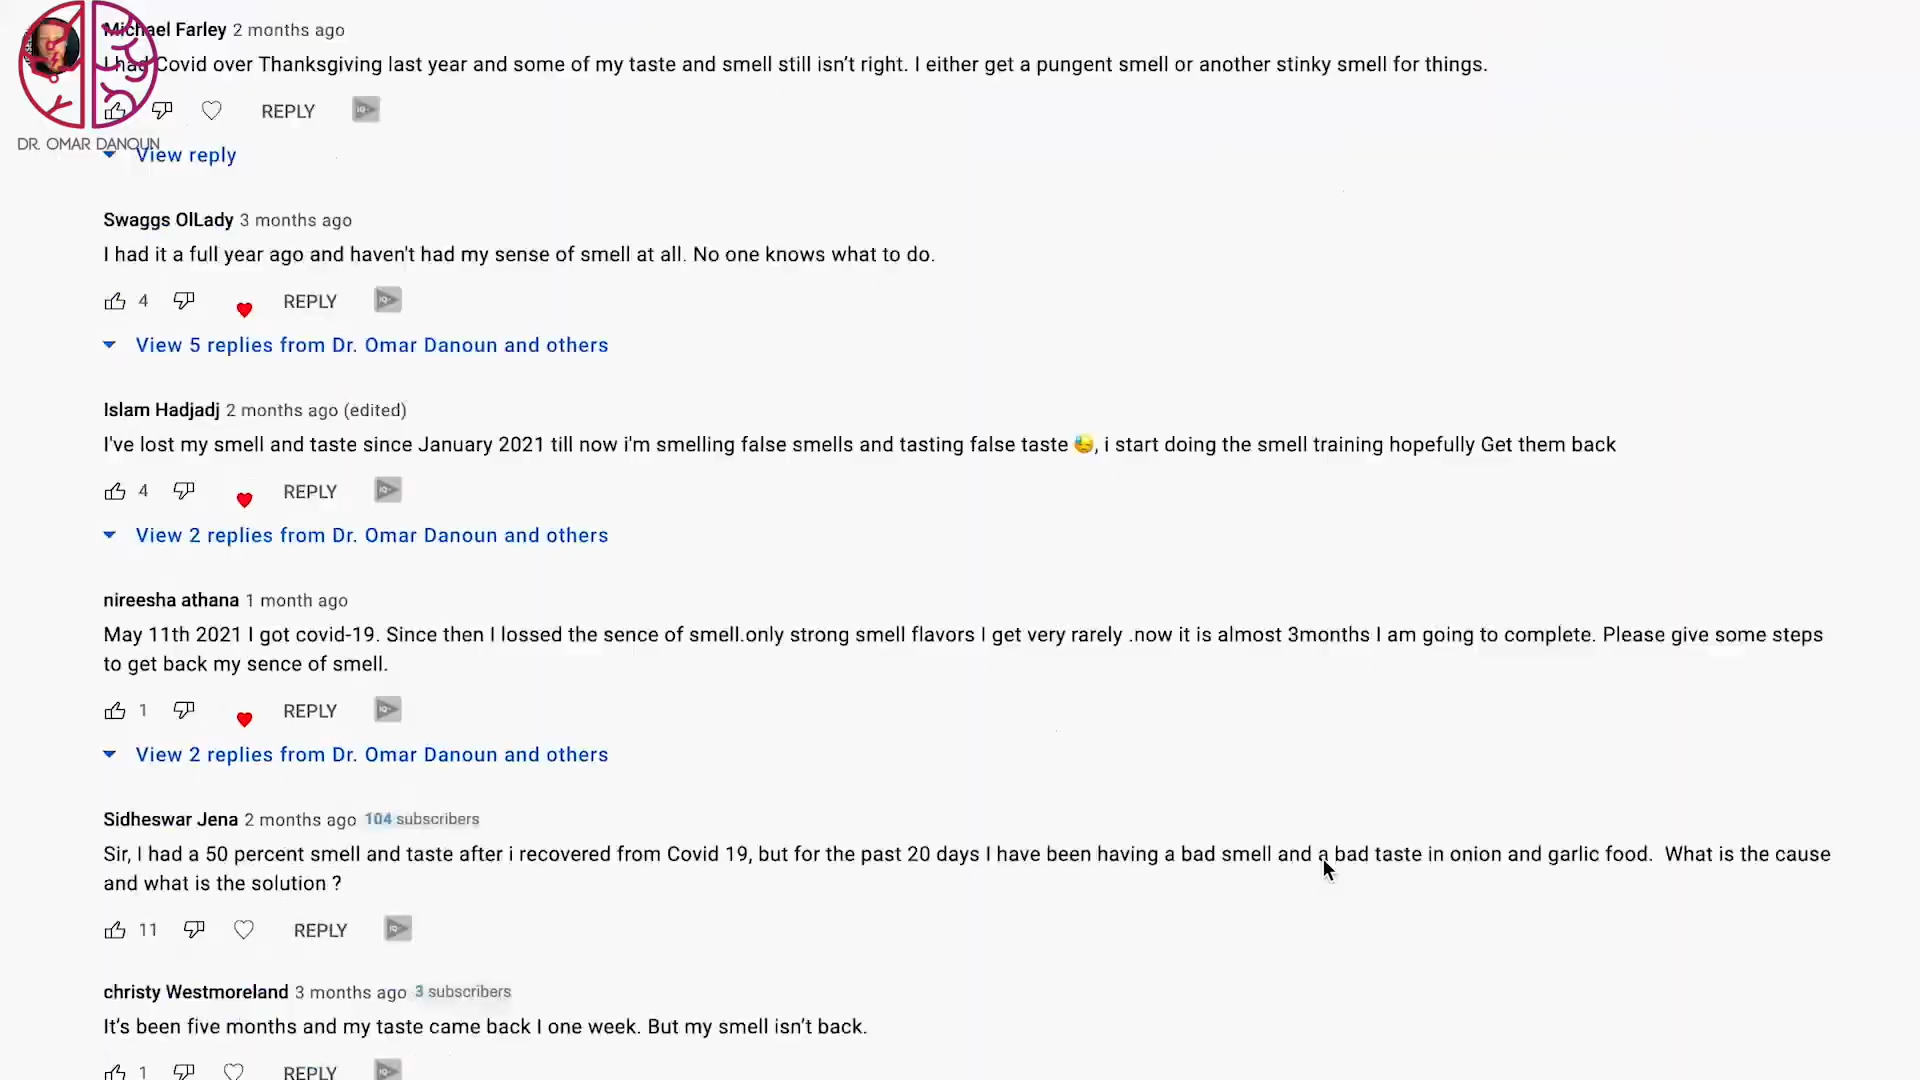 Michael Farley 2 months ago
I had Covid over Thanksgiving last year and some of my taste and smell still isn’t right. I either get a pungent smell or another stinky smell for things.
REPLY
DR. OMAR DANOUN
View reply
Swaggs OlLady 3 months ago
I had it a full year ago and haven't had my sense of smell at all. No one knows what to do.
4 REPLY
View 5 replies from Dr. Omar Danoun and others
Islam Hadjadj 2 months ago (edited)
I've lost my smell and taste since January 2021 till now i'm smelling false smells and tasting false taste 😅, i start doing the smell training hopefully Get them back
4 REPLY
View 2 replies from Dr. Omar Danoun and others
nireesha athana 1 month ago
May 11th 2021 I got covid-19. Since then I lossed the sence of smell.only strong smell flavors I get very rarely .now it is almost 3months I am going to complete. Please give some steps
to get back my sence of smell.
1 REPLY
View 2 replies from Dr. Omar Danoun and others
Sidheswar Jena 2 months ago 104 subscribers
Sir, I had a 50 percent smell and taste after i recovered from Covid 19, but for the past 20 days I have been having a bad smell and a bad taste in onion and garlic food. What is the cause
and what is the solution ?
11 REPLY
christy Westmoreland 3 months ago 3 subscribers
It’s been five months and my taste came back I one week. But my smell isn’t back.
1 REPLY